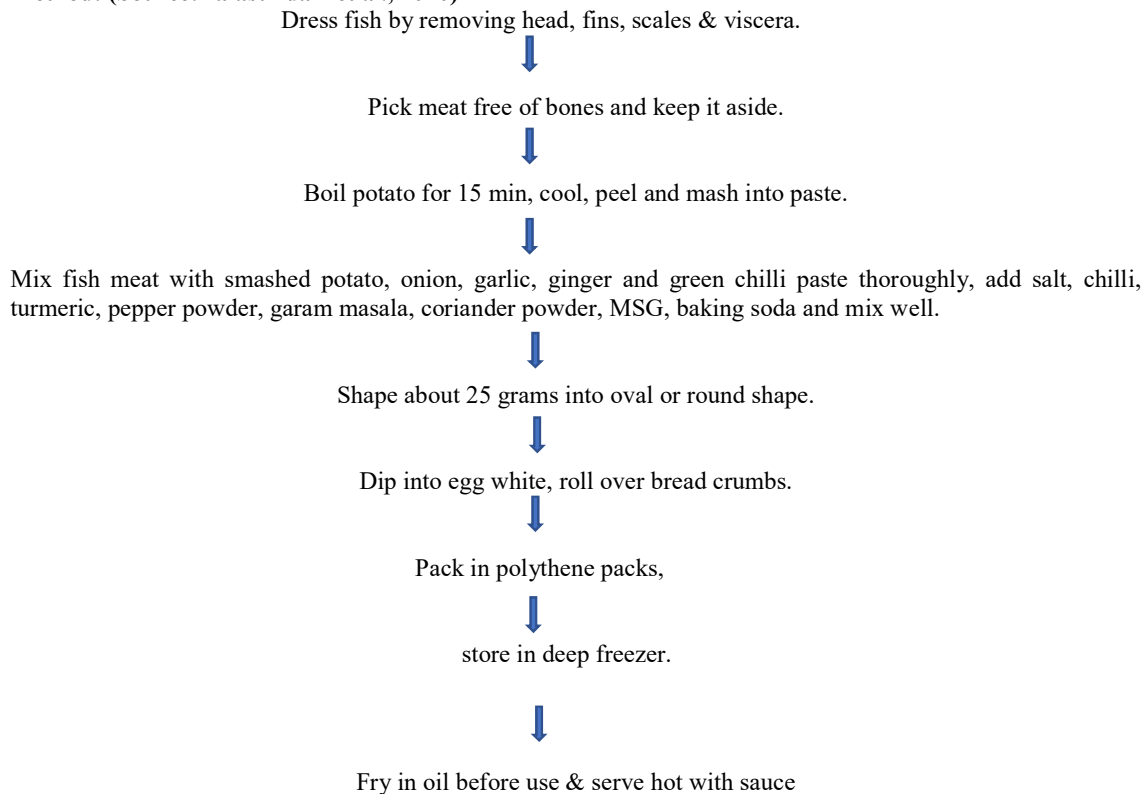 Dress fish by removing head, fins, scales & viscera.
Pick meat free of bones and keep it aside.
Boil potato for 15 min, cool, peel and mash into paste.
Mix fish meat with smashed potato, onion, garlic, ginger and green chilli paste thoroughly, add salt, chilli,
turmeric, pepper powder, garam masala, coriander powder, MSG, baking soda and mix well.
Shape about 25 grams into oval or round shape.
Dip into egg white, roll over bread crumbs.
Pack in polythene packs,
store in deep freezer.
Fry in oil before use & serve hot with sauce